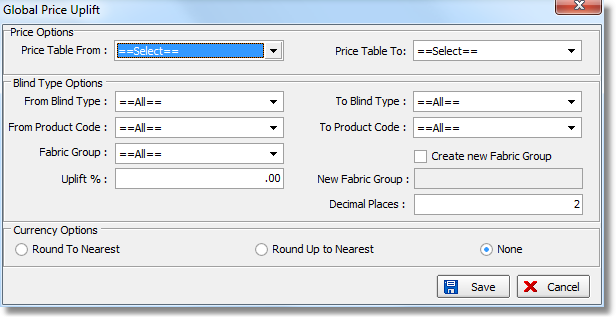 Global Price Uplift
Price Options
Price Table From : ==Select== Price Table To: ==Select==
Blind Type Options
From Blind Type : ==All== To Blind Type : ==All==
From Product Code : ==All== To Product Code : ==All==
Fabric Group : ==All== Create new Fabric Group
Uplift % : .00 New Fabric Group :
Decimal Places : 2
Currency Options
Round To Nearest Round Up to Nearest None
Save Cancel